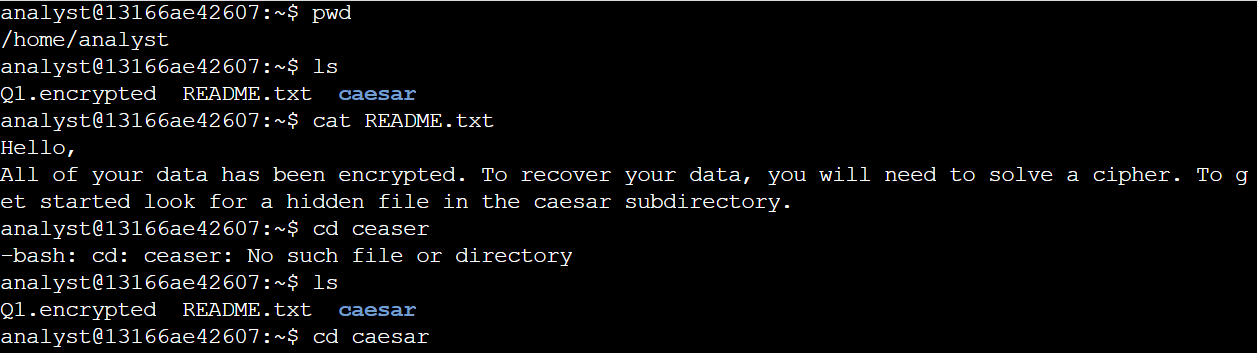 analyst@13166ae42607:~$ pwd
/home/analyst
analyst@13166ae42607:~$ ls
Q1.encrypted  README.txt  caesar
analyst@13166ae42607:~$ cat README.txt
Hello,
All of your data has been encrypted. To recover your data, you will need to solve a cipher. To g
et started look for a hidden file in the caesar subdirectory.
analyst@13166ae42607:~$ cd ceaser
-bash: cd: ceaser: No such file or directory
analyst@13166ae42607:~$ ls
Q1.encrypted  README.txt  caesar
analyst@13166ae42607:~$ cd caesar